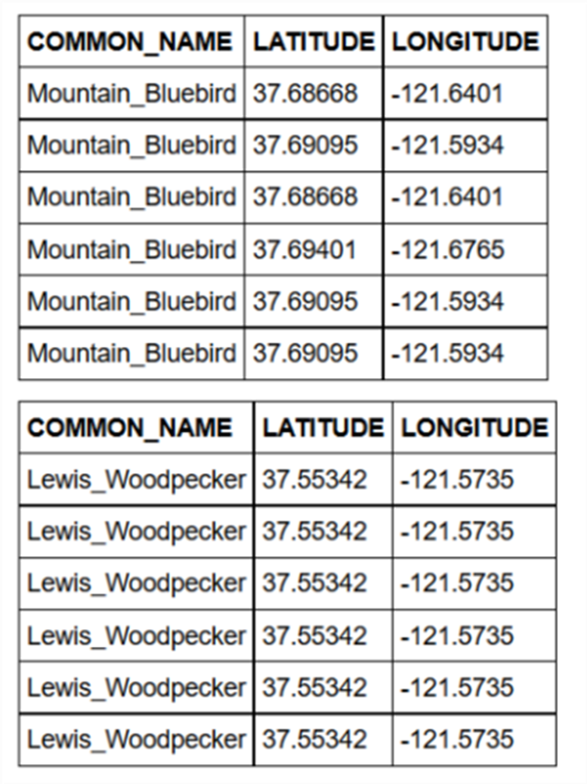 COMMON_NAME LATITUDE LONGITUDE
Mountain_Bluebird 37.68668 -121.6401
Mountain_Bluebird 37.69095 -121.5934
Mountain_Bluebird 37.68668 -121.6401
Mountain_Bluebird 37.69401 -121.6765
Mountain_Bluebird 37.69095 -121.5934
Mountain_Bluebird 37.69095 -121.5934
COMMON_NAME LATITUDE LONGITUDE
Lewis_Woodpecker 37.55342 -121.5735
Lewis_Woodpecker 37.55342 -121.5735
Lewis_Woodpecker 37.55342 -121.5735
Lewis_Woodpecker 37.55342 -121.5735
Lewis_Woodpecker 37.55342 -121.5735
Lewis_Woodpecker 37.55342 -121.5735